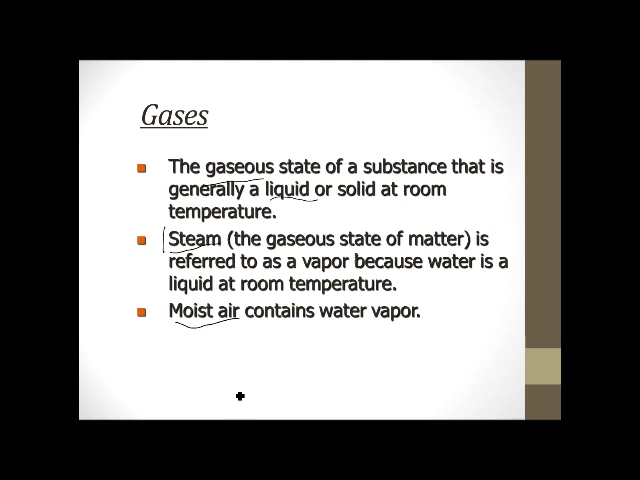 Gases
The gaseous state of a substance that is
generally a liquid or solid at room
temperature.
Steam (the gaseous state of matter) is
referred to as a vapor because water is a
liquid at room temperature.
Moist air contains water vapor.